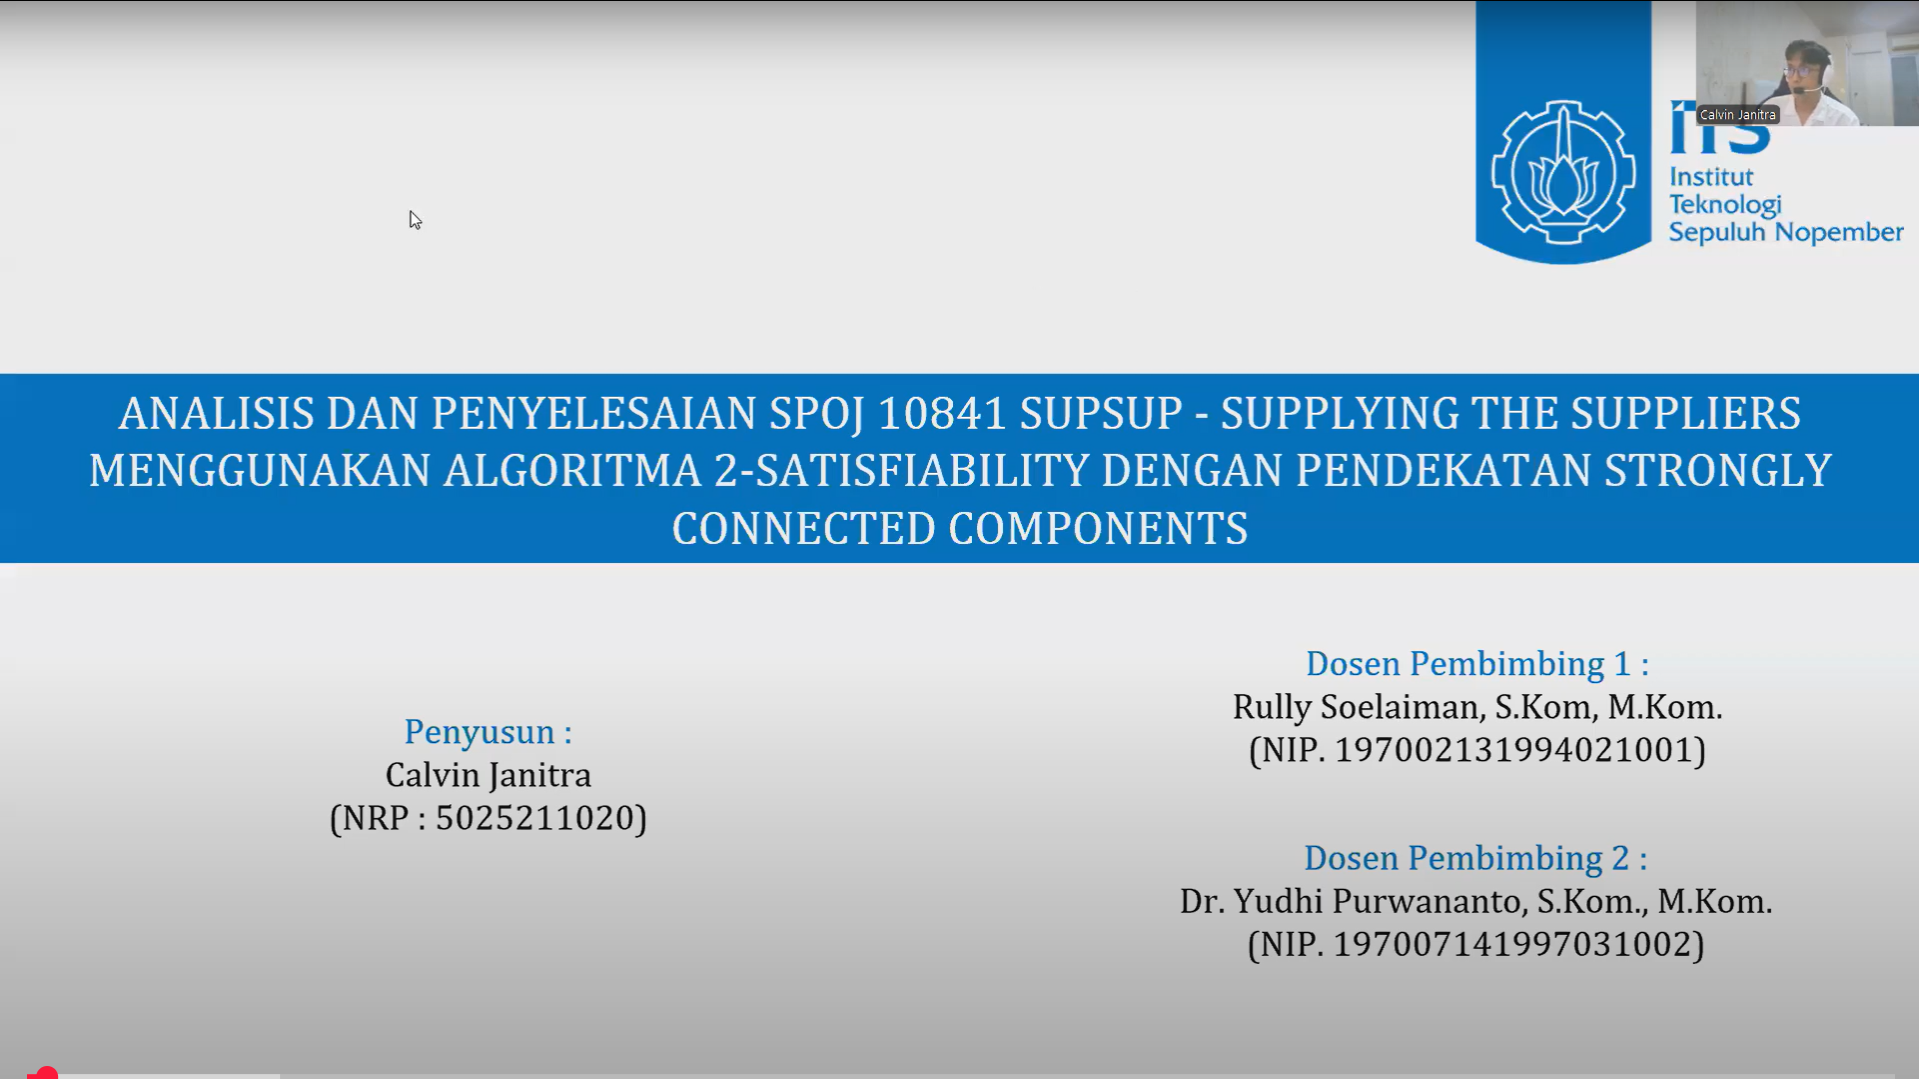 Calvin Janitra
ITS
Institut
Teknologi
Sepuluh Nopember
ANALISIS DAN PENYELESAIAN SPOJ 10841 SUPSUP - SUPPLYING THE SUPPLIERS
MENGGUNAKAN ALGORITMA 2-SATISFIABILITY DENGAN PENDEKATAN STRONGLY
CONNECTED COMPONENTS
Penyusun :
Calvin Janitra
(NRP : 5025211020)
Dosen Pembimbing 1 :
Rully Soelaiman, S.Kom, M.Kom.
(NIP. 197002131994021001)
Dosen Pembimbing 2 :
Dr. Yudhi Purwananto, S.Kom., M.Kom.
(NIP. 197007141997031002)